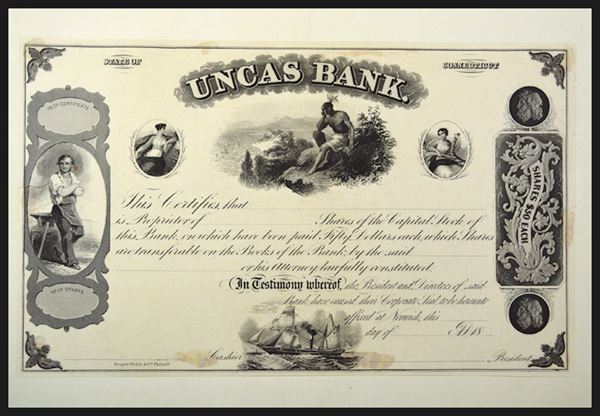 STATE OF
CONNECTICUT
UNCAS BANK.
No OF CERTIFICATE
This Certifies, that
is Proprietor of Shares of the Capital Stock of
this Bank, on which have been paid Fifty Dollars each, which Shares
are transferable on the Books of the Bank, by the said
or his Attorney lawfully constituted.
In Testimony whereof, the President and Directors of said
Bank have caused their Corporate Seal to be hereunto
affixed at Norwich, this
day of A.D. 18
No OF SHARES
SHARES $50 EACH
Cashier
President